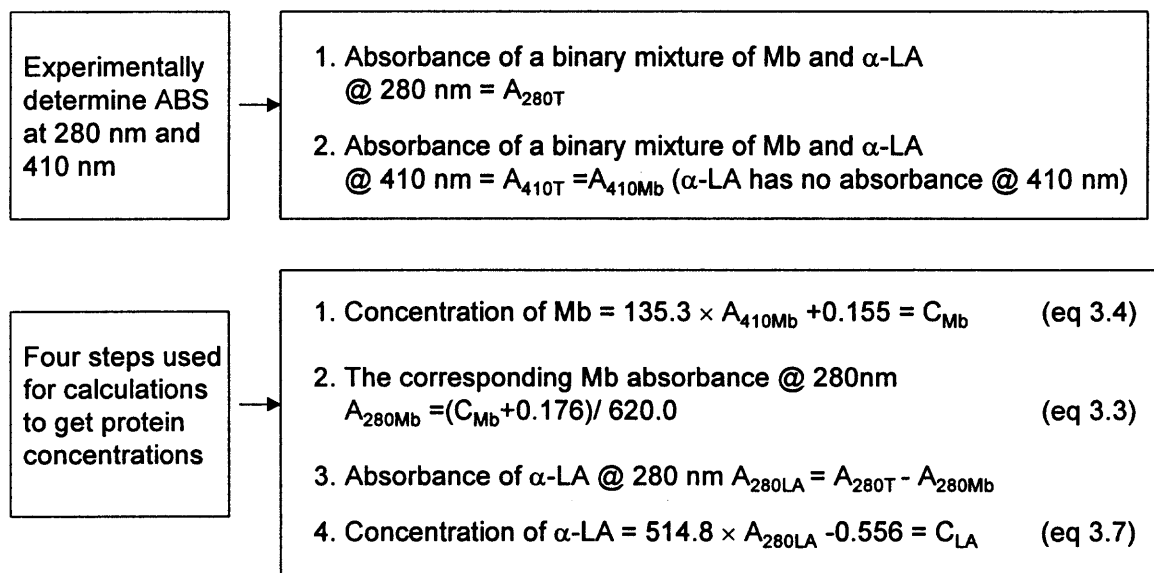 Experimentally
determine ABS
at 280 nm and
410 nm
1. Absorbance of a binary mixture of Mb and α-LA
@ 280 nm = A280T
2. Absorbance of a binary mixture of Mb and α-LA
@ 410 nm = A410T =A410Mb (α-LA has no absorbance @ 410 nm)
Four steps used
for calculations
to get protein
concentrations
1. Concentration of Mb = 135.3 × A410Mb +0.155 = CMb (eq 3.4)
2. The corresponding Mb absorbance @ 280nm
A280Mb =(CMb+0.176)/ 620.0 (eq 3.3)
3. Absorbance of α-LA @ 280 nm A280LA = A280T - A280Mb
4. Concentration of α-LA = 514.8 × A280LA -0.556 = CLA (eq 3.7)